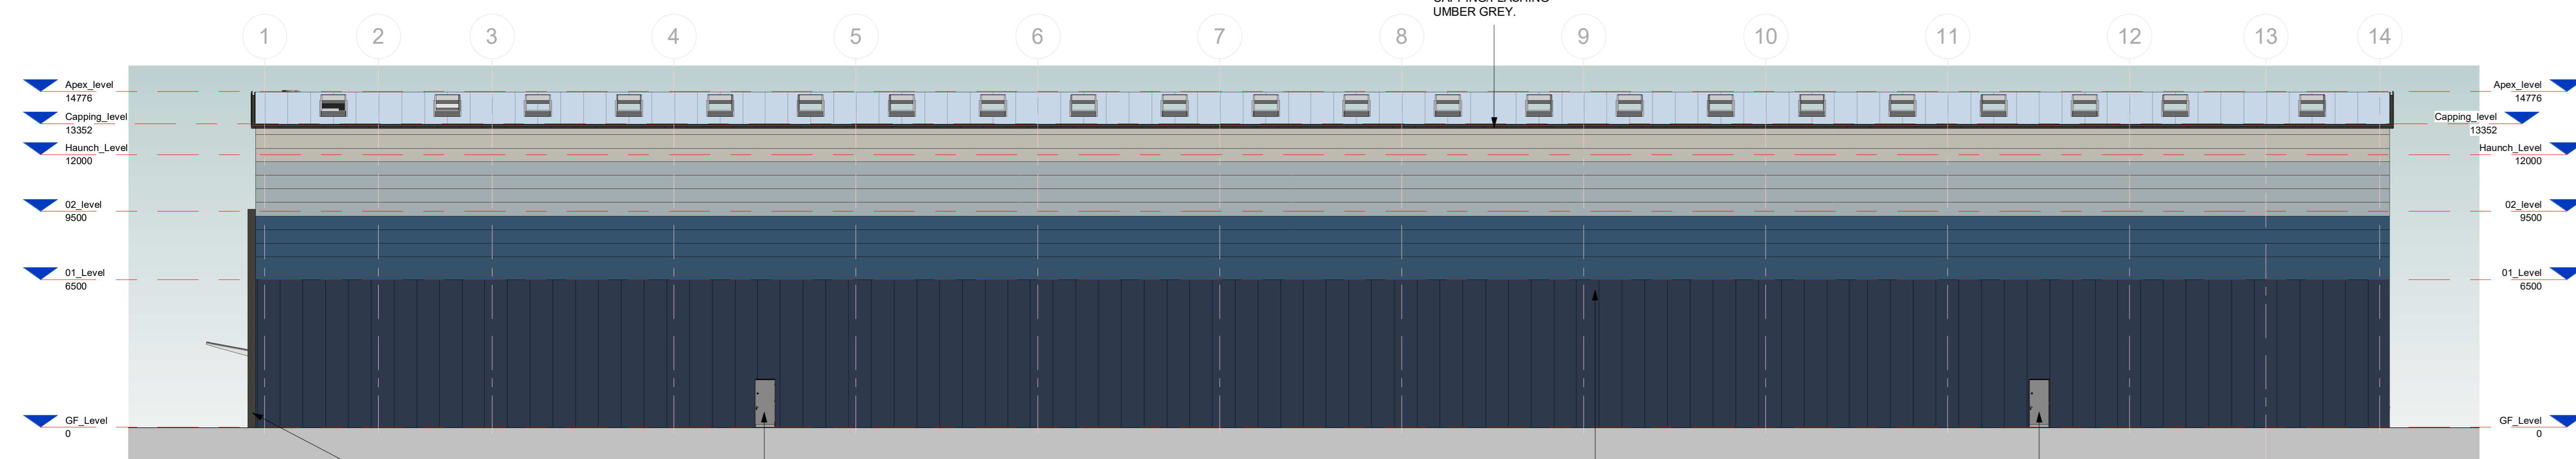 UMBER GREY.
1 2 3 4 5 6 7 8 9 10 11 12 13 14
Apex_level
14776
Capping_level
13352
Haunch_Level
12000
02_level
9500
01_Level
6500
GF_Level
0
Apex_level
14776
Capping_level
13352
Haunch_Level
12000
02_level
9500
01_Level
6500
GF_Level
0